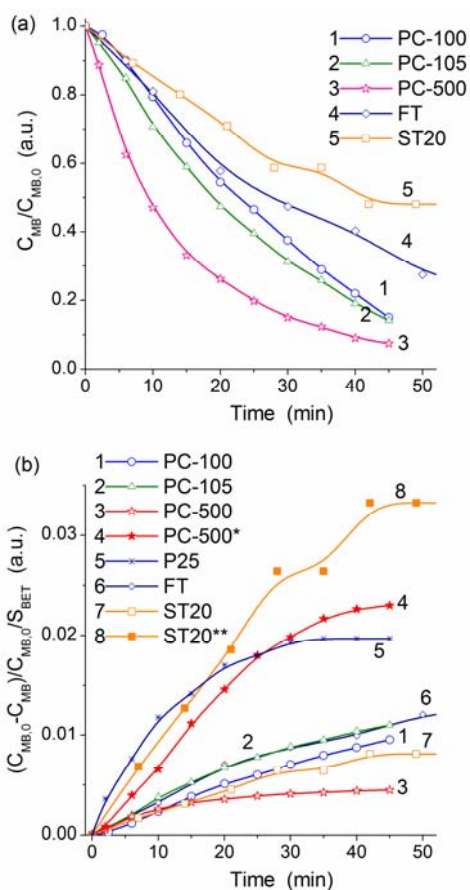 (a)
1.0
0.8
0.6
0.4
0.2
0.0
C_MB/C_MB,0 (a.u.)
1 PC-100
2 PC-105
3 PC-500
4 FT
5 ST20
5
4
1
2
3
0 10 20 30 40 50
Time (min)
(b)
0.03
0.02
0.01
0.00
(C_MB,0-C_MB)/C_MB,0/S_BET (a.u.)
1 PC-100
2 PC-105
3 PC-500
4 PC-500*
5 P25
6 FT
7 ST20
8 ST20**
8
4
5
6
2
1
7
3
0 10 20 30 40 50
Time (min)